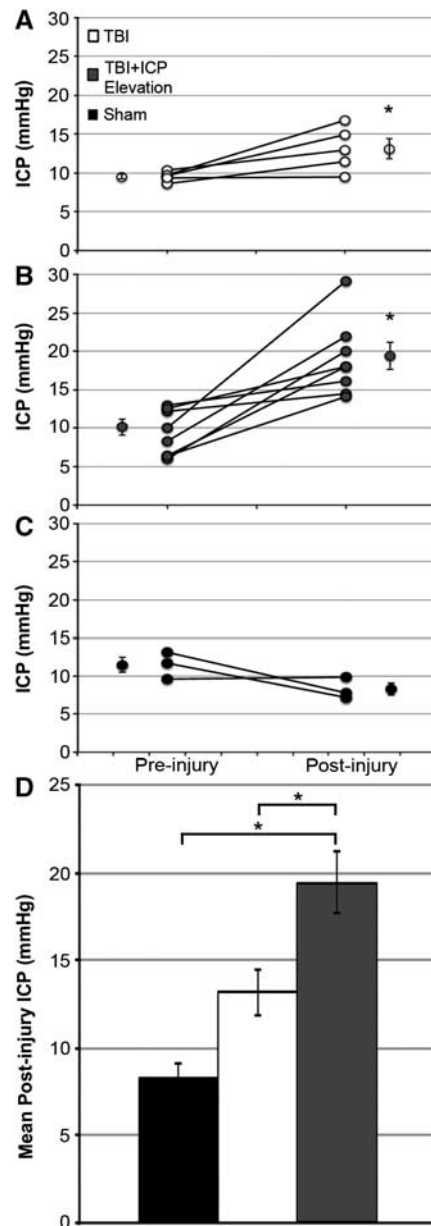 A
30
25
20
15
10
5
0
ICP (mmHg)
TBI
TBI+ICP
Elevation
Sham
*
B
30
25
20
15
10
5
0
ICP (mmHg)
*
C
30
25
20
15
10
5
0
ICP (mmHg)
Pre-injury Post-injury
D
25
20
15
10
5
0
Mean Post-injury ICP (mmHg)
*
*